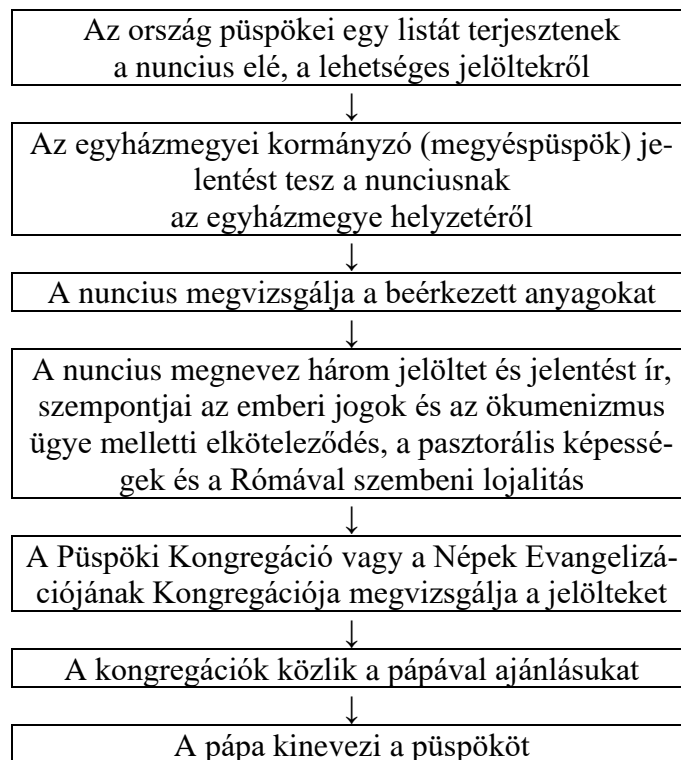 Az ország püspökei egy listát terjesztenek
a nuncius elé, a lehetséges jelöltekről
↓
Az egyházmegyei kormányzó (megyéspüspök) je-
lentést tesz a nunciusnak
az egyházmegye helyzetéről
↓
A nuncius megvizsgálja a beérkezett anyagokat
↓
A nuncius megnevez három jelöltet és jelentést ír,
szempontjai az emberi jogok és az ökumenizmus
ügye melletti elköteleződés, a pasztorális képessé-
gek és a Rómával szembeni lojalitás
↓
A Püspöki Kongregáció vagy a Népek Evangelizá-
ciójának Kongregációja megvizsgálja a jelölteket
↓
A kongregációk közlik a pápával ajánlásukat
↓
A pápa kinevezi a püspököt